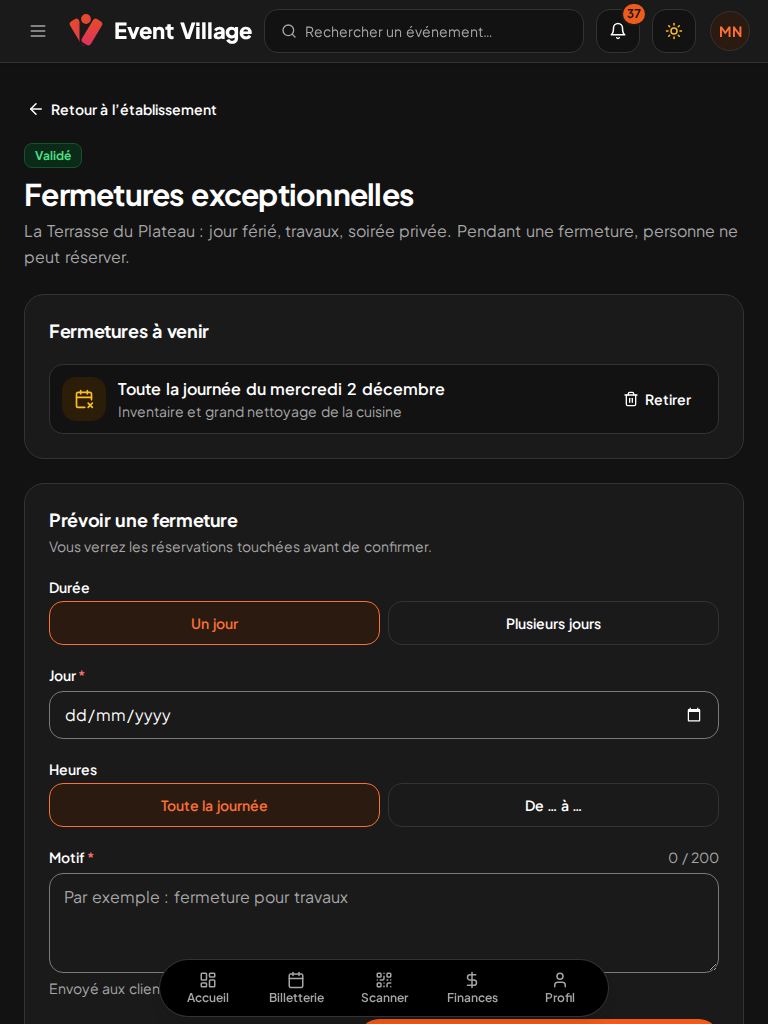 Event Village
Rechercher un événement…
37
MN
Retour à l’établissement
Validé
Fermetures exceptionnelles
La Terrasse du Plateau : jour férié, travaux, soirée privée. Pendant une fermeture, personne ne
peut réserver.
Fermetures à venir
Toute la journée du mercredi 2 décembre
Inventaire et grand nettoyage de la cuisine
Retirer
Prévoir une fermeture
Vous verrez les réservations touchées avant de confirmer.
Durée
Un jour
Plusieurs jours
Jour *
dd/mm/yyyy
Heures
Toute la journée
De … à …
Motif *
0 / 200
Par exemple : fermeture pour travaux
Envoyé aux clien
Accueil
Billetterie
Scanner
Finances
Profil